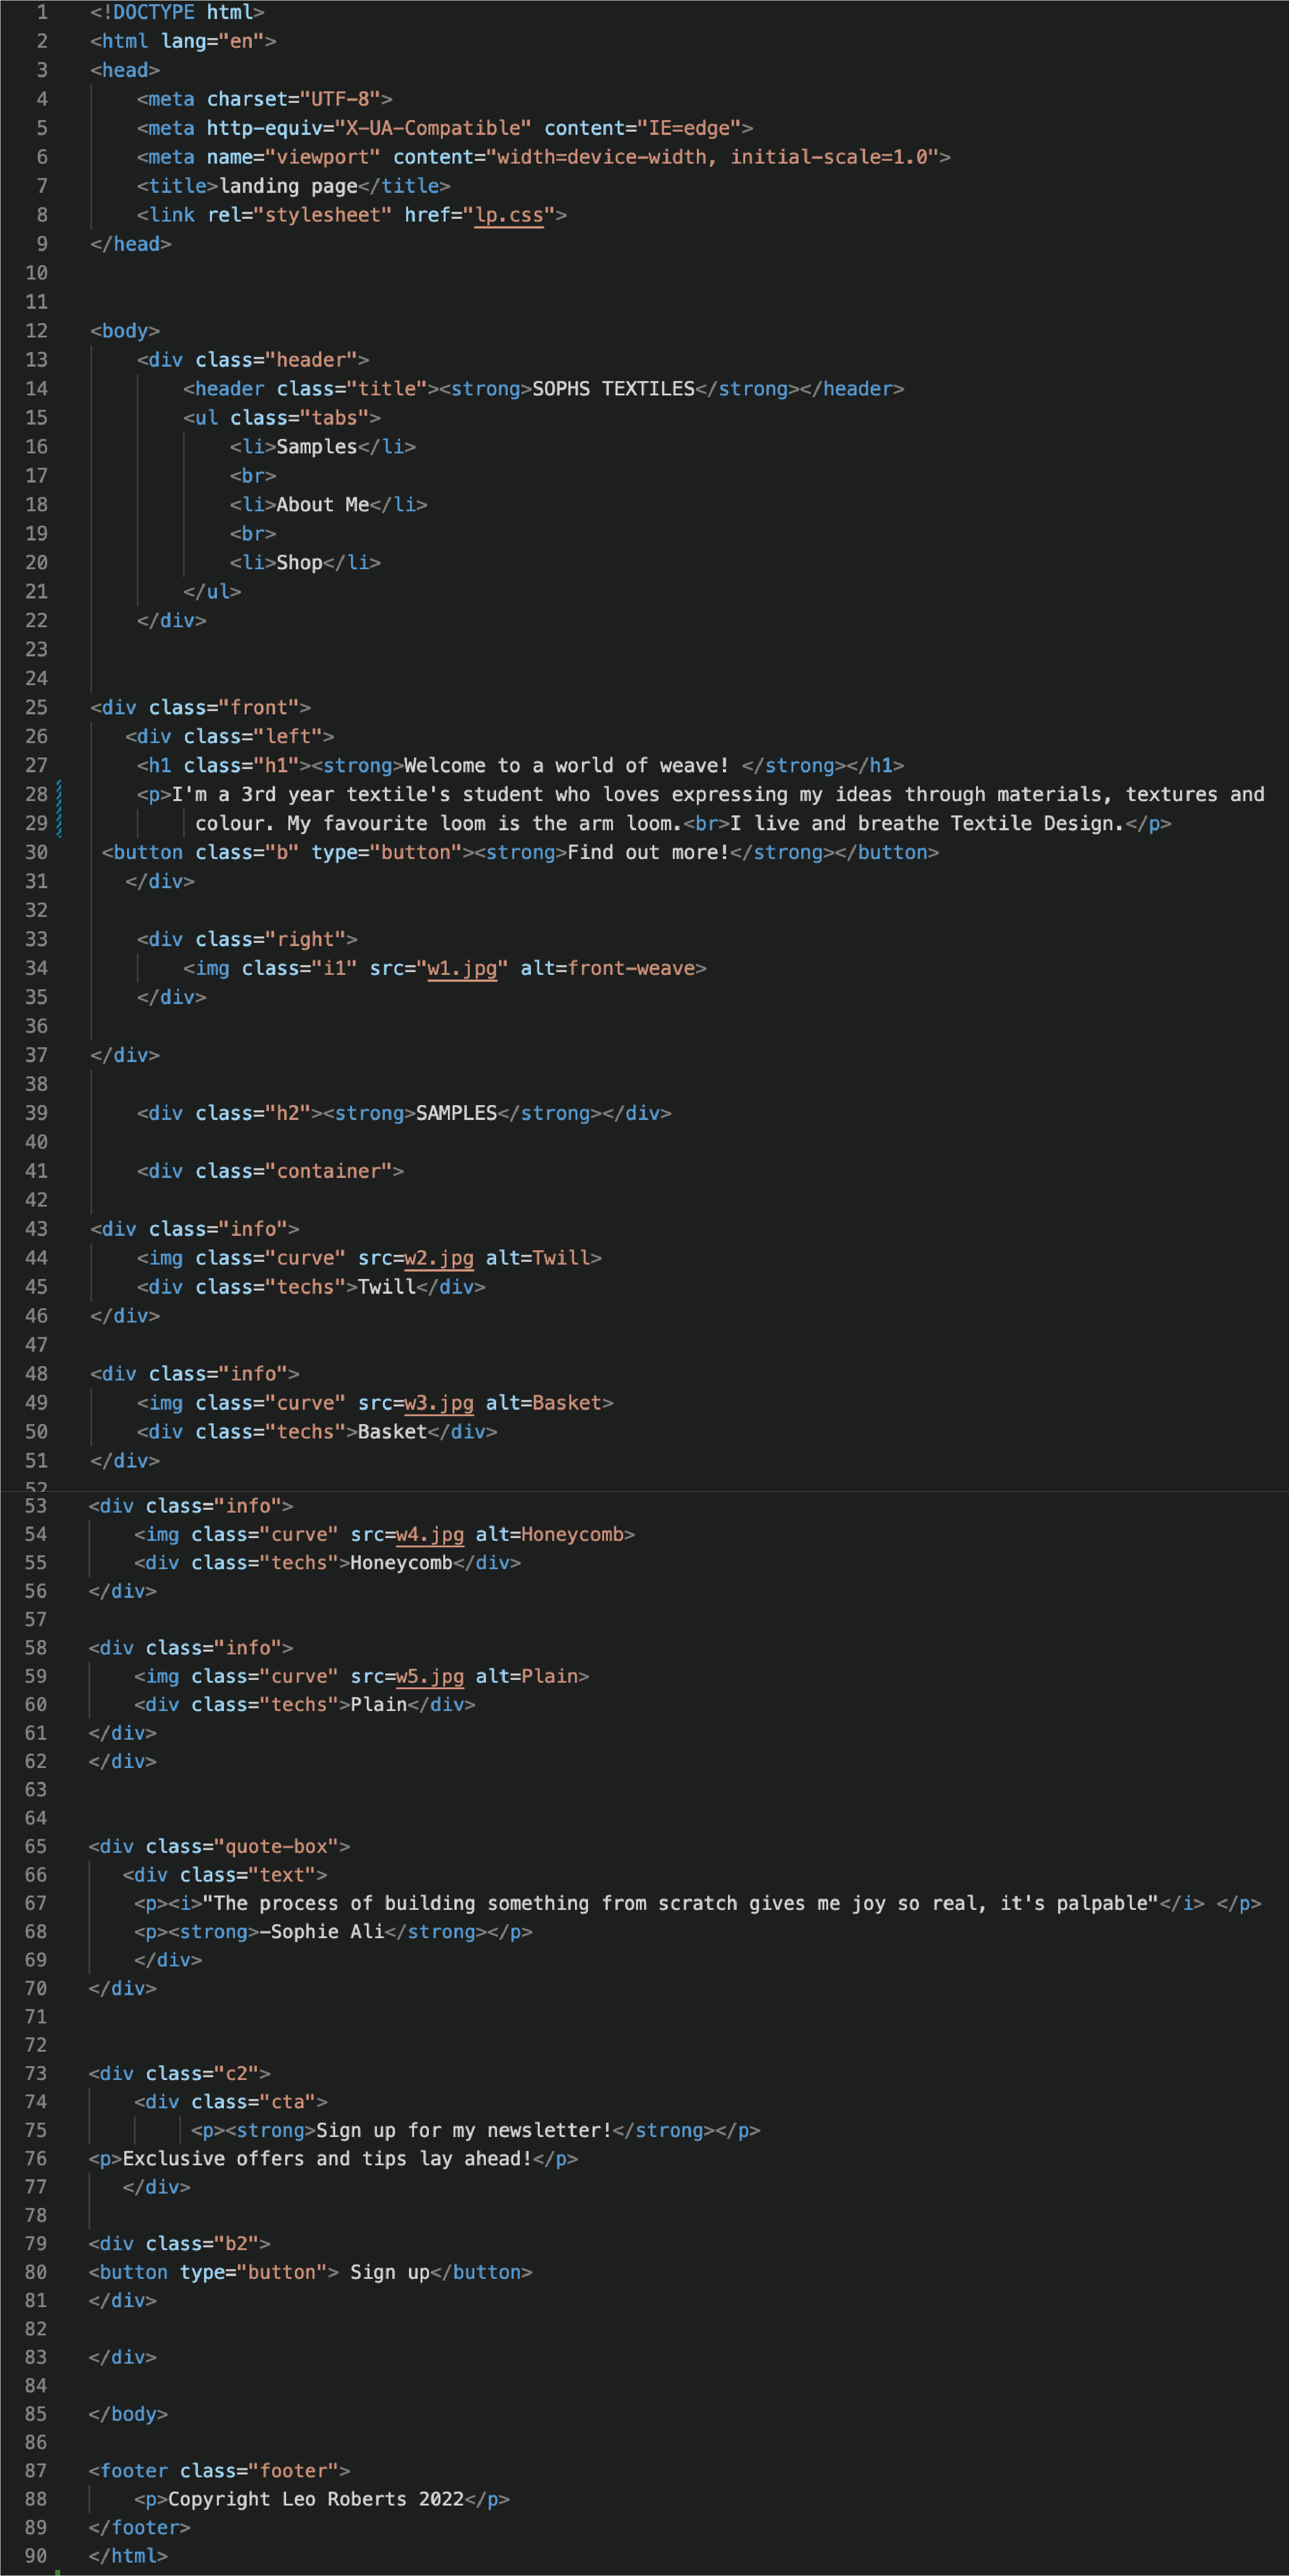 1 <!DOCTYPE html>
2 <html lang="en">
3 <head>
4 <meta charset="UTF-8">
5 <meta http-equiv="X-UA-Compatible" content="IE=edge">
6 <meta name="viewport" content="width=device-width, initial-scale=1.0">
7 <title>landing page</title>
8 <link rel="stylesheet" href="lp.css">
9 </head>
10
11
12 <body>
13 <div class="header">
14 <header class="title"><strong>SOPHS TEXTILES</strong></header>
15 <ul class="tabs">
16 <li>Samples</li>
17 <br>
18 <li>About Me</li>
19 <br>
20 <li>Shop</li>
21 </ul>
22 </div>
23
24
25 <div class="front">
26 <div class="left">
27 <h1 class="h1"><strong>Welcome to a world of weave! </strong></h1>
28 <p>I'm a 3rd year textile's student who loves expressing my ideas through materials, textures and
29 colour. My favourite loom is the arm loom.<br>I live and breathe Textile Design.</p>
30 <button class="b" type="button"><strong>Find out more!</strong></button>
31 </div>
32
33 <div class="right">
34 <img class="i1" src="w1.jpg" alt=front-weave>
35 </div>
36
37 </div>
38
39 <div class="h2"><strong>SAMPLES</strong></div>
40
41 <div class="container">
42
43 <div class="info">
44 <img class="curve" src=w2.jpg alt=Twill>
45 <div class="techs">Twill</div>
46 </div>
47
48 <div class="info">
49 <img class="curve" src=w3.jpg alt=Basket>
50 <div class="techs">Basket</div>
51 </div>
52
53 <div class="info">
54 <img class="curve" src=w4.jpg alt=Honeycomb>
55 <div class="techs">Honeycomb</div>
56 </div>
57
58 <div class="info">
59 <img class="curve" src=w5.jpg alt=Plain>
60 <div class="techs">Plain</div>
61 </div>
62 </div>
63
64
65 <div class="quote-box">
66 <div class="text">
67 <p><i>"The process of building something from scratch gives me joy so real, it's palpable"</i> </p>
68 <p><strong>-Sophie Ali</strong></p>
69 </div>
70 </div>
71
72
73 <div class="c2">
74 <div class="cta">
75 <p><strong>Sign up for my newsletter!</strong></p>
76 <p>Exclusive offers and tips lay ahead!</p>
77 </div>
78
79 <div class="b2">
80 <button type="button"> Sign up</button>
81 </div>
82
83 </div>
84
85 </body>
86
87 <footer class="footer">
88 <p>Copyright Leo Roberts 2022</p>
89 </footer>
90 </html>